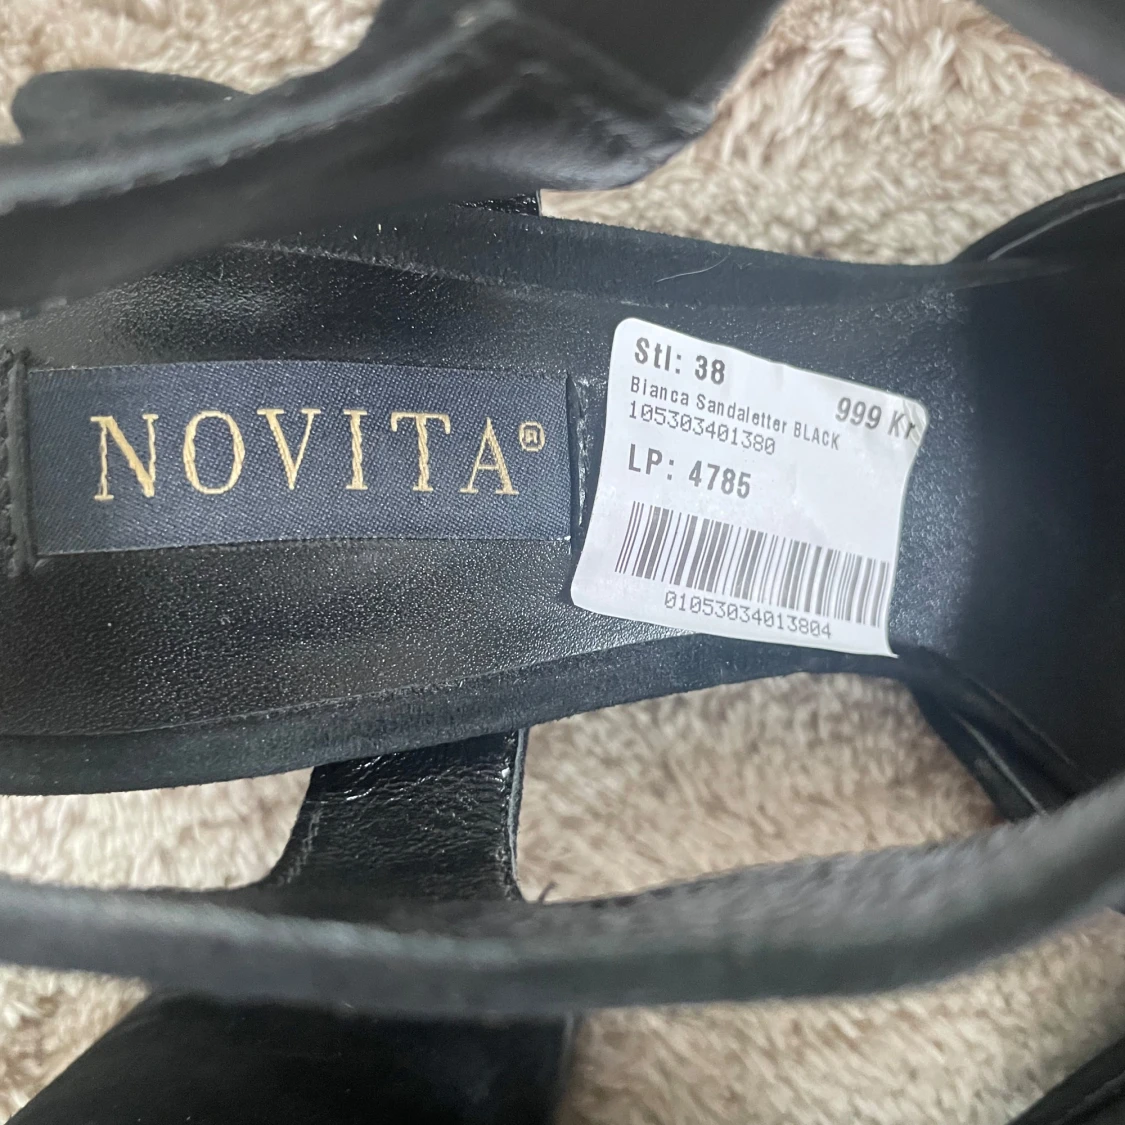 NOVITA®
Stl: 38
999 Kr
Bianca Sandaletter BLACK
105303401380
LP: 4785
01053034013804